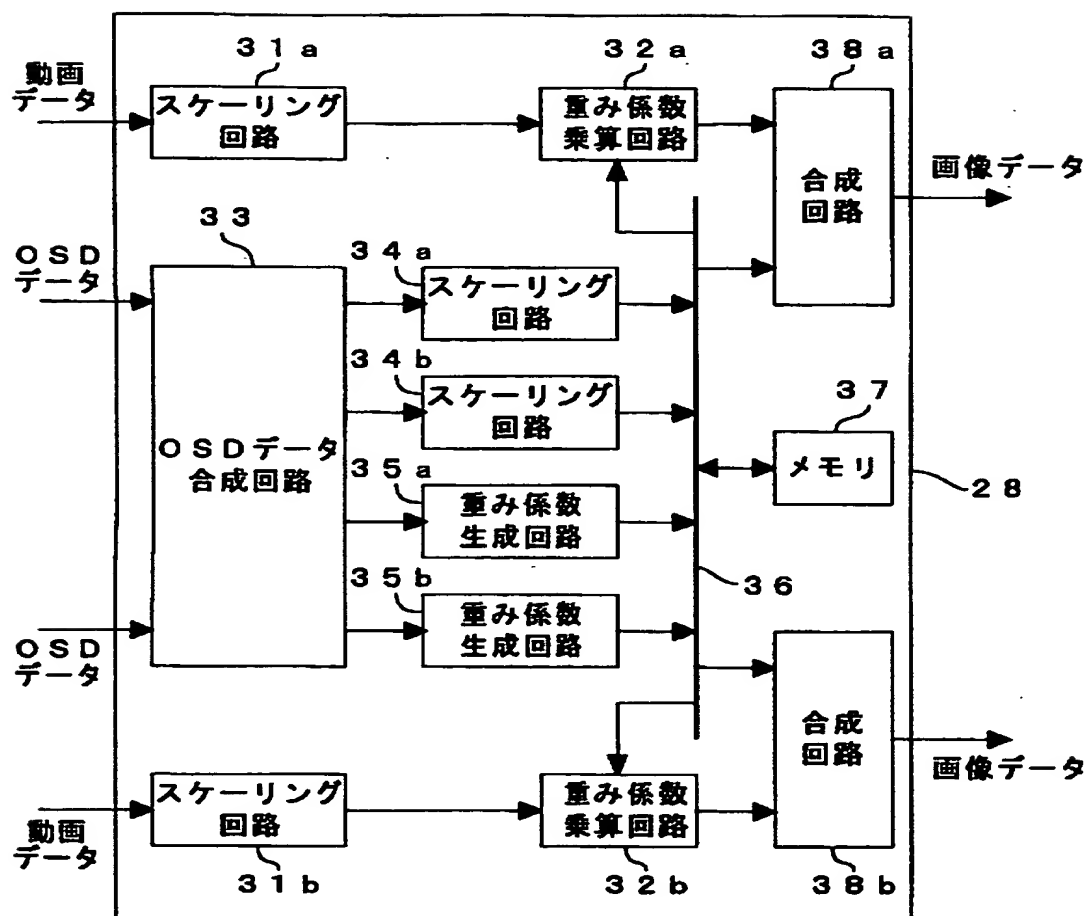 31a
32a
38a
動画
データ
スケーリング
回路
重み係数
乗算回路
合成
回路
画像データ
33
OSD
データ
34a
スケーリング
回路
34b
スケーリング
回路
OSDデータ
合成回路
37
メモリ
28
35a
重み係数
生成回路
36
35b
重み係数
生成回路
OSD
データ
合成
回路
画像データ
動画
データ
スケーリング
回路
重み係数
乗算回路
31b
32b
38b